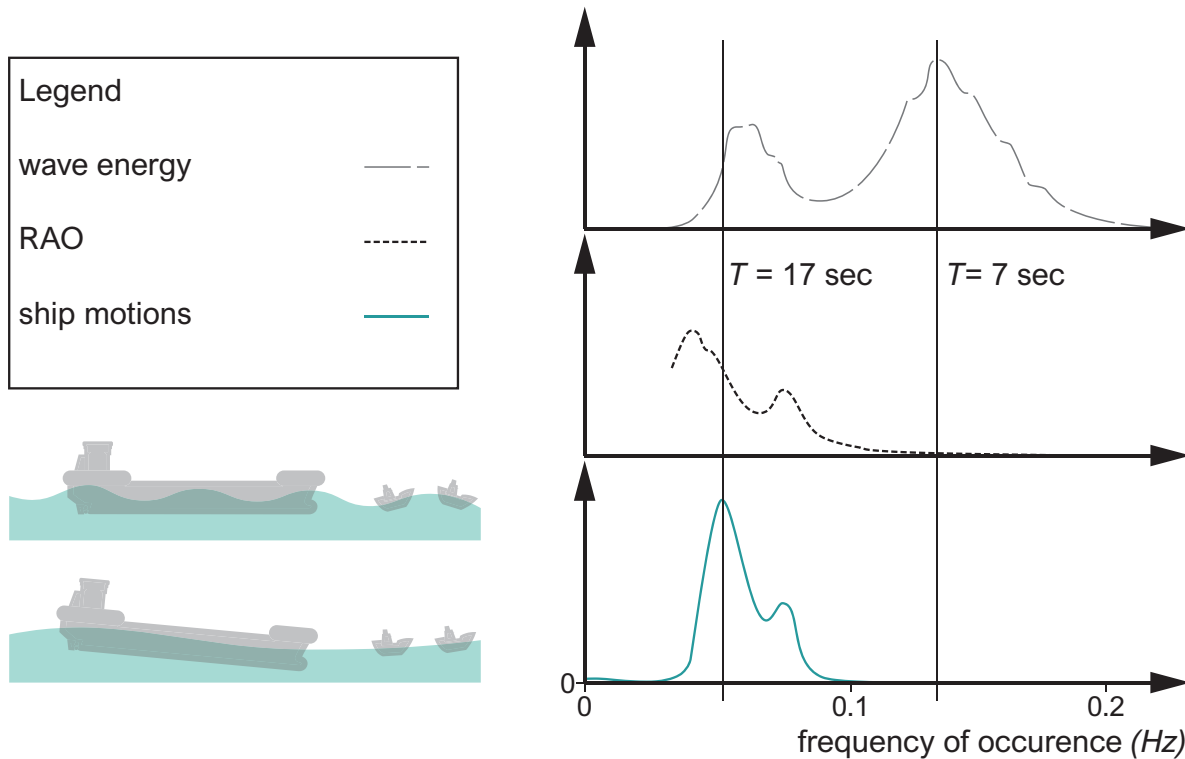 Legend
wave energy
RAO
ship motions
T = 17 sec
T= 7 sec
0
0
0.1
0.2
frequency of occurence (Hz)